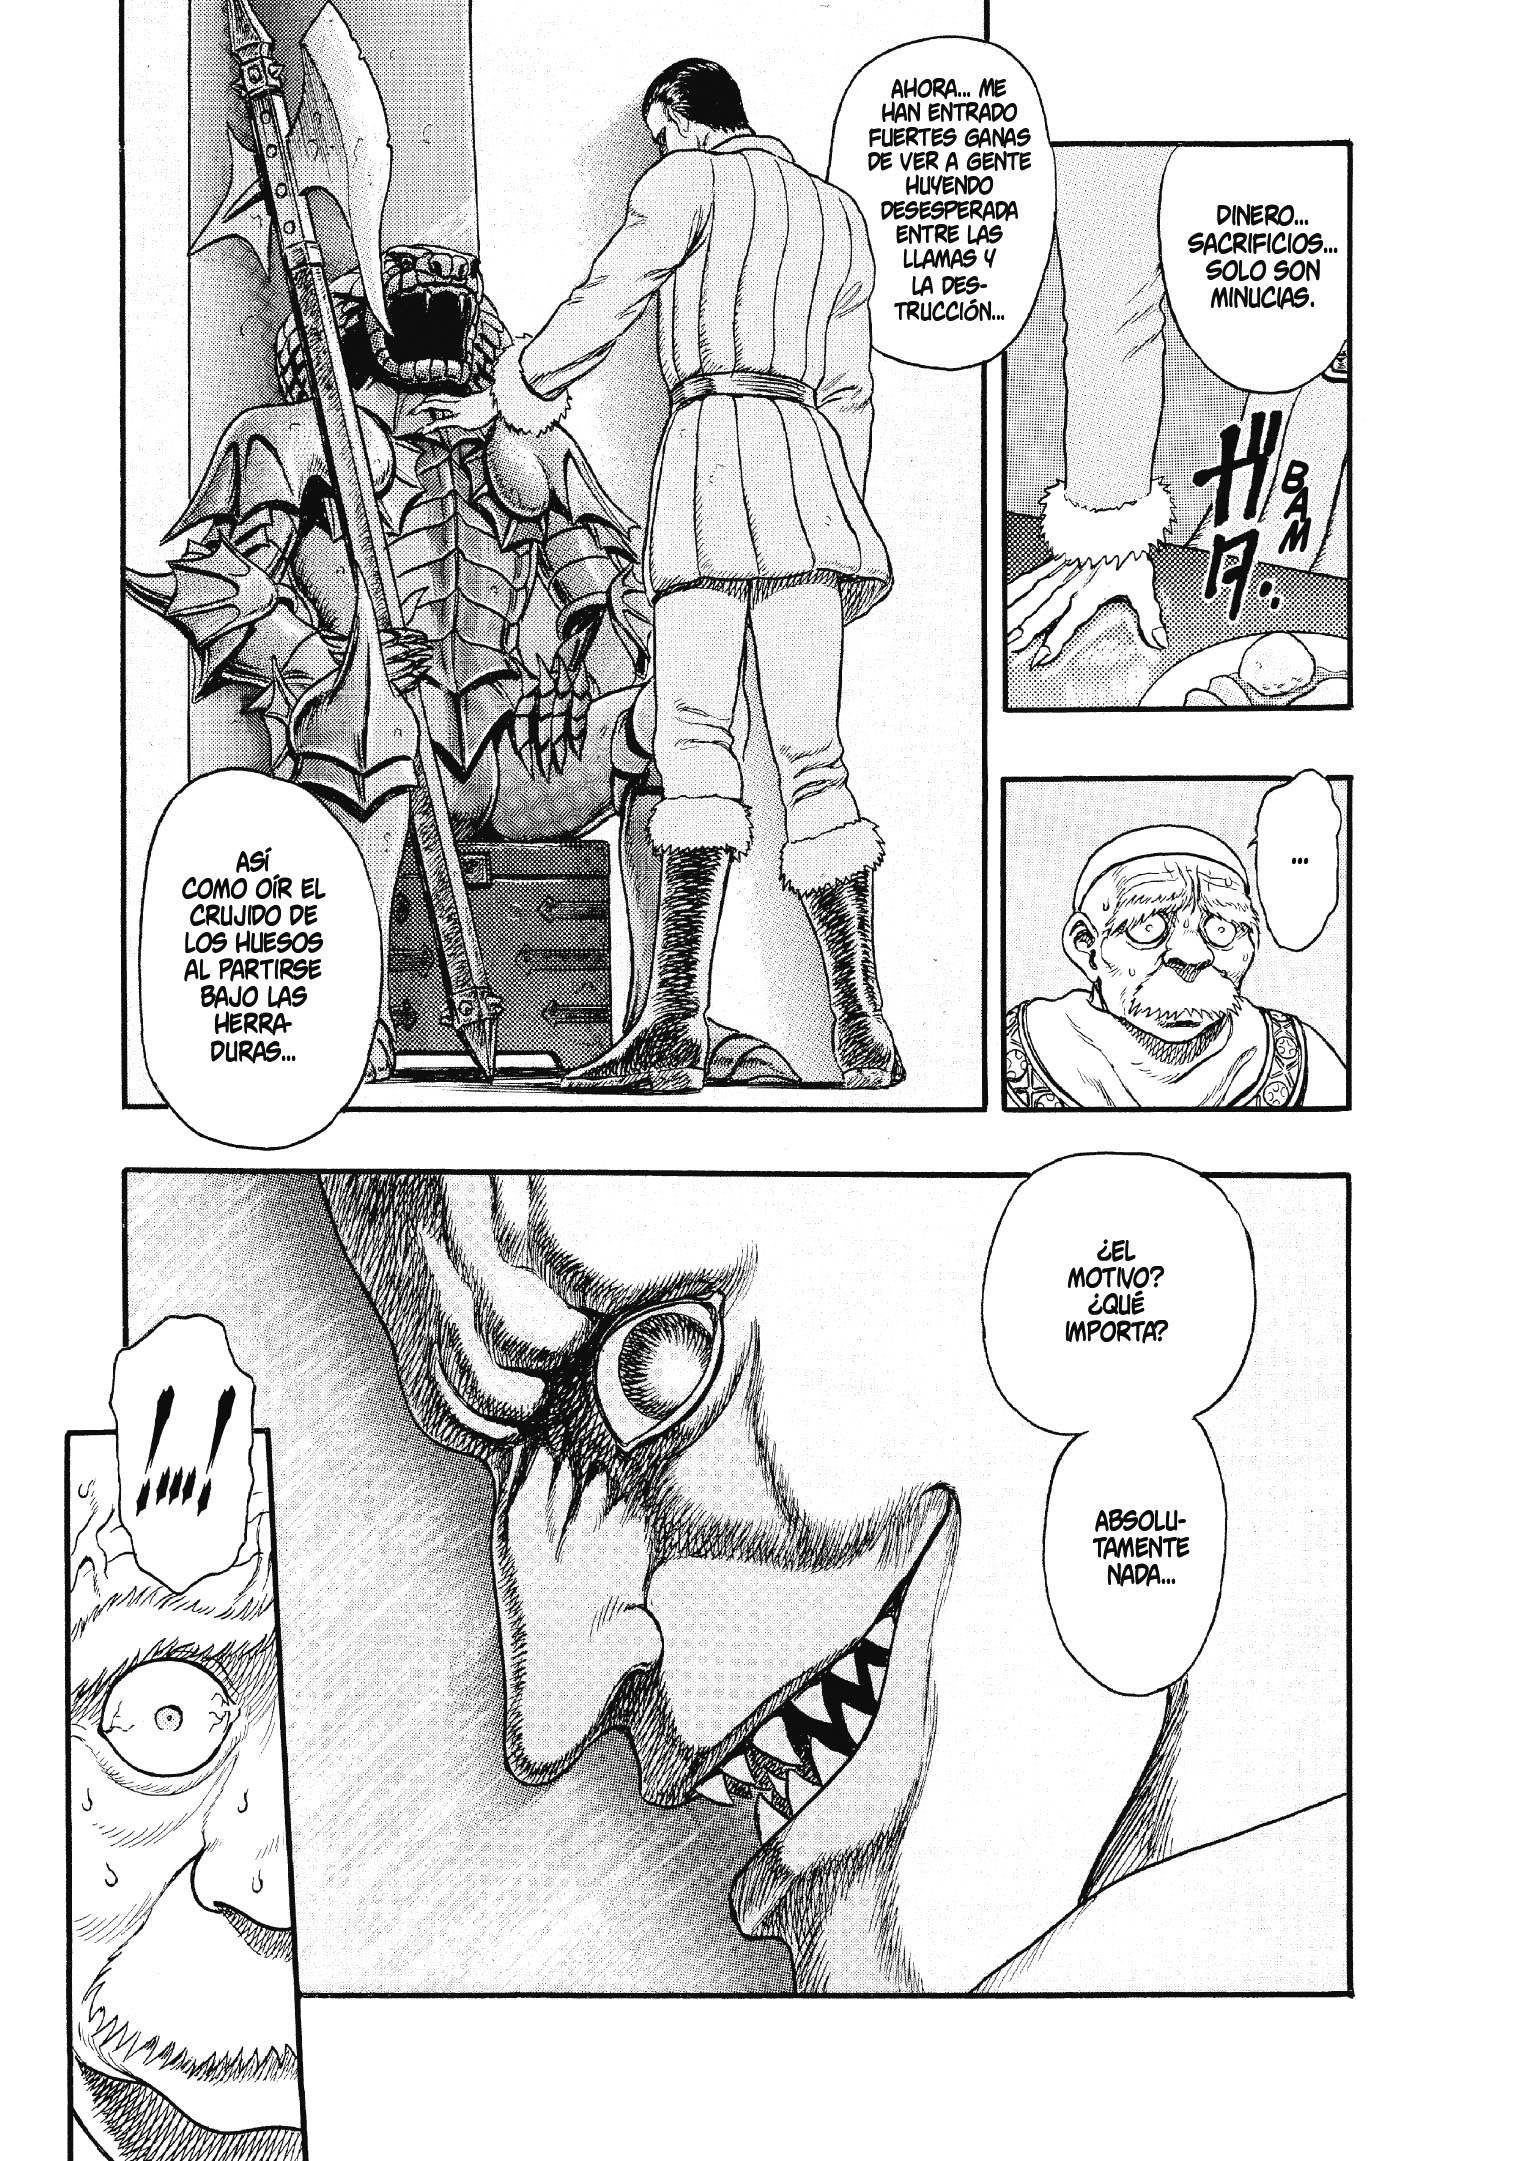 DINERO...
SACRIFICIOS...
SOLO SON
MINUCIAS.
ガタ..
BAM
...
AHORA... ME
HAN ENTRADO
FUERTES GANAS
DE VER A GENTE
HUYENDO
DESESPERADA
ENTRE LAS
LLAMAS Y
LA DES-
TRUCCIÓN...
ASÍ
COMO OÍR EL
CRUJIDO DE
LOS HUESOS
AL PARTIRSE
BAJO LAS
HERRA-
DURAS...
¿EL
MOTIVO?
¿QUÉ
IMPORTA?
ABSOLU-
TAMENTE
NADA...
!....!